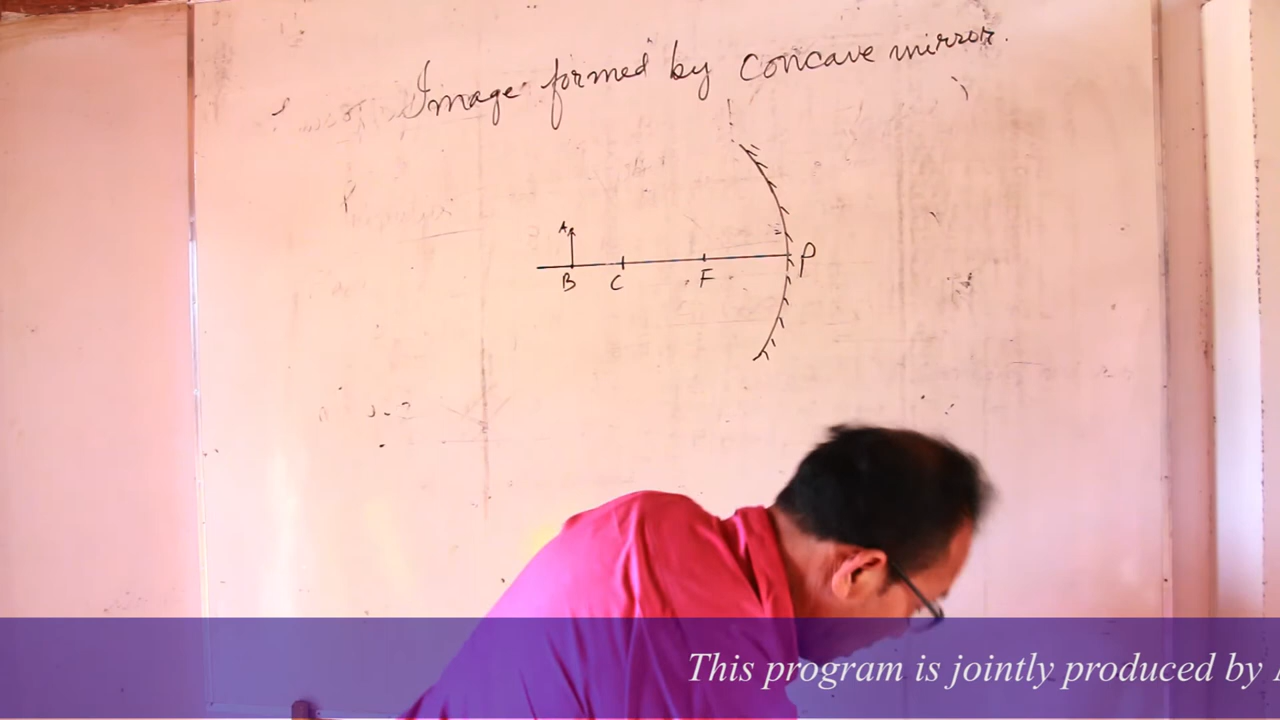 Image formed by concave mirror.
A
B C F P
This program is jointly produced by